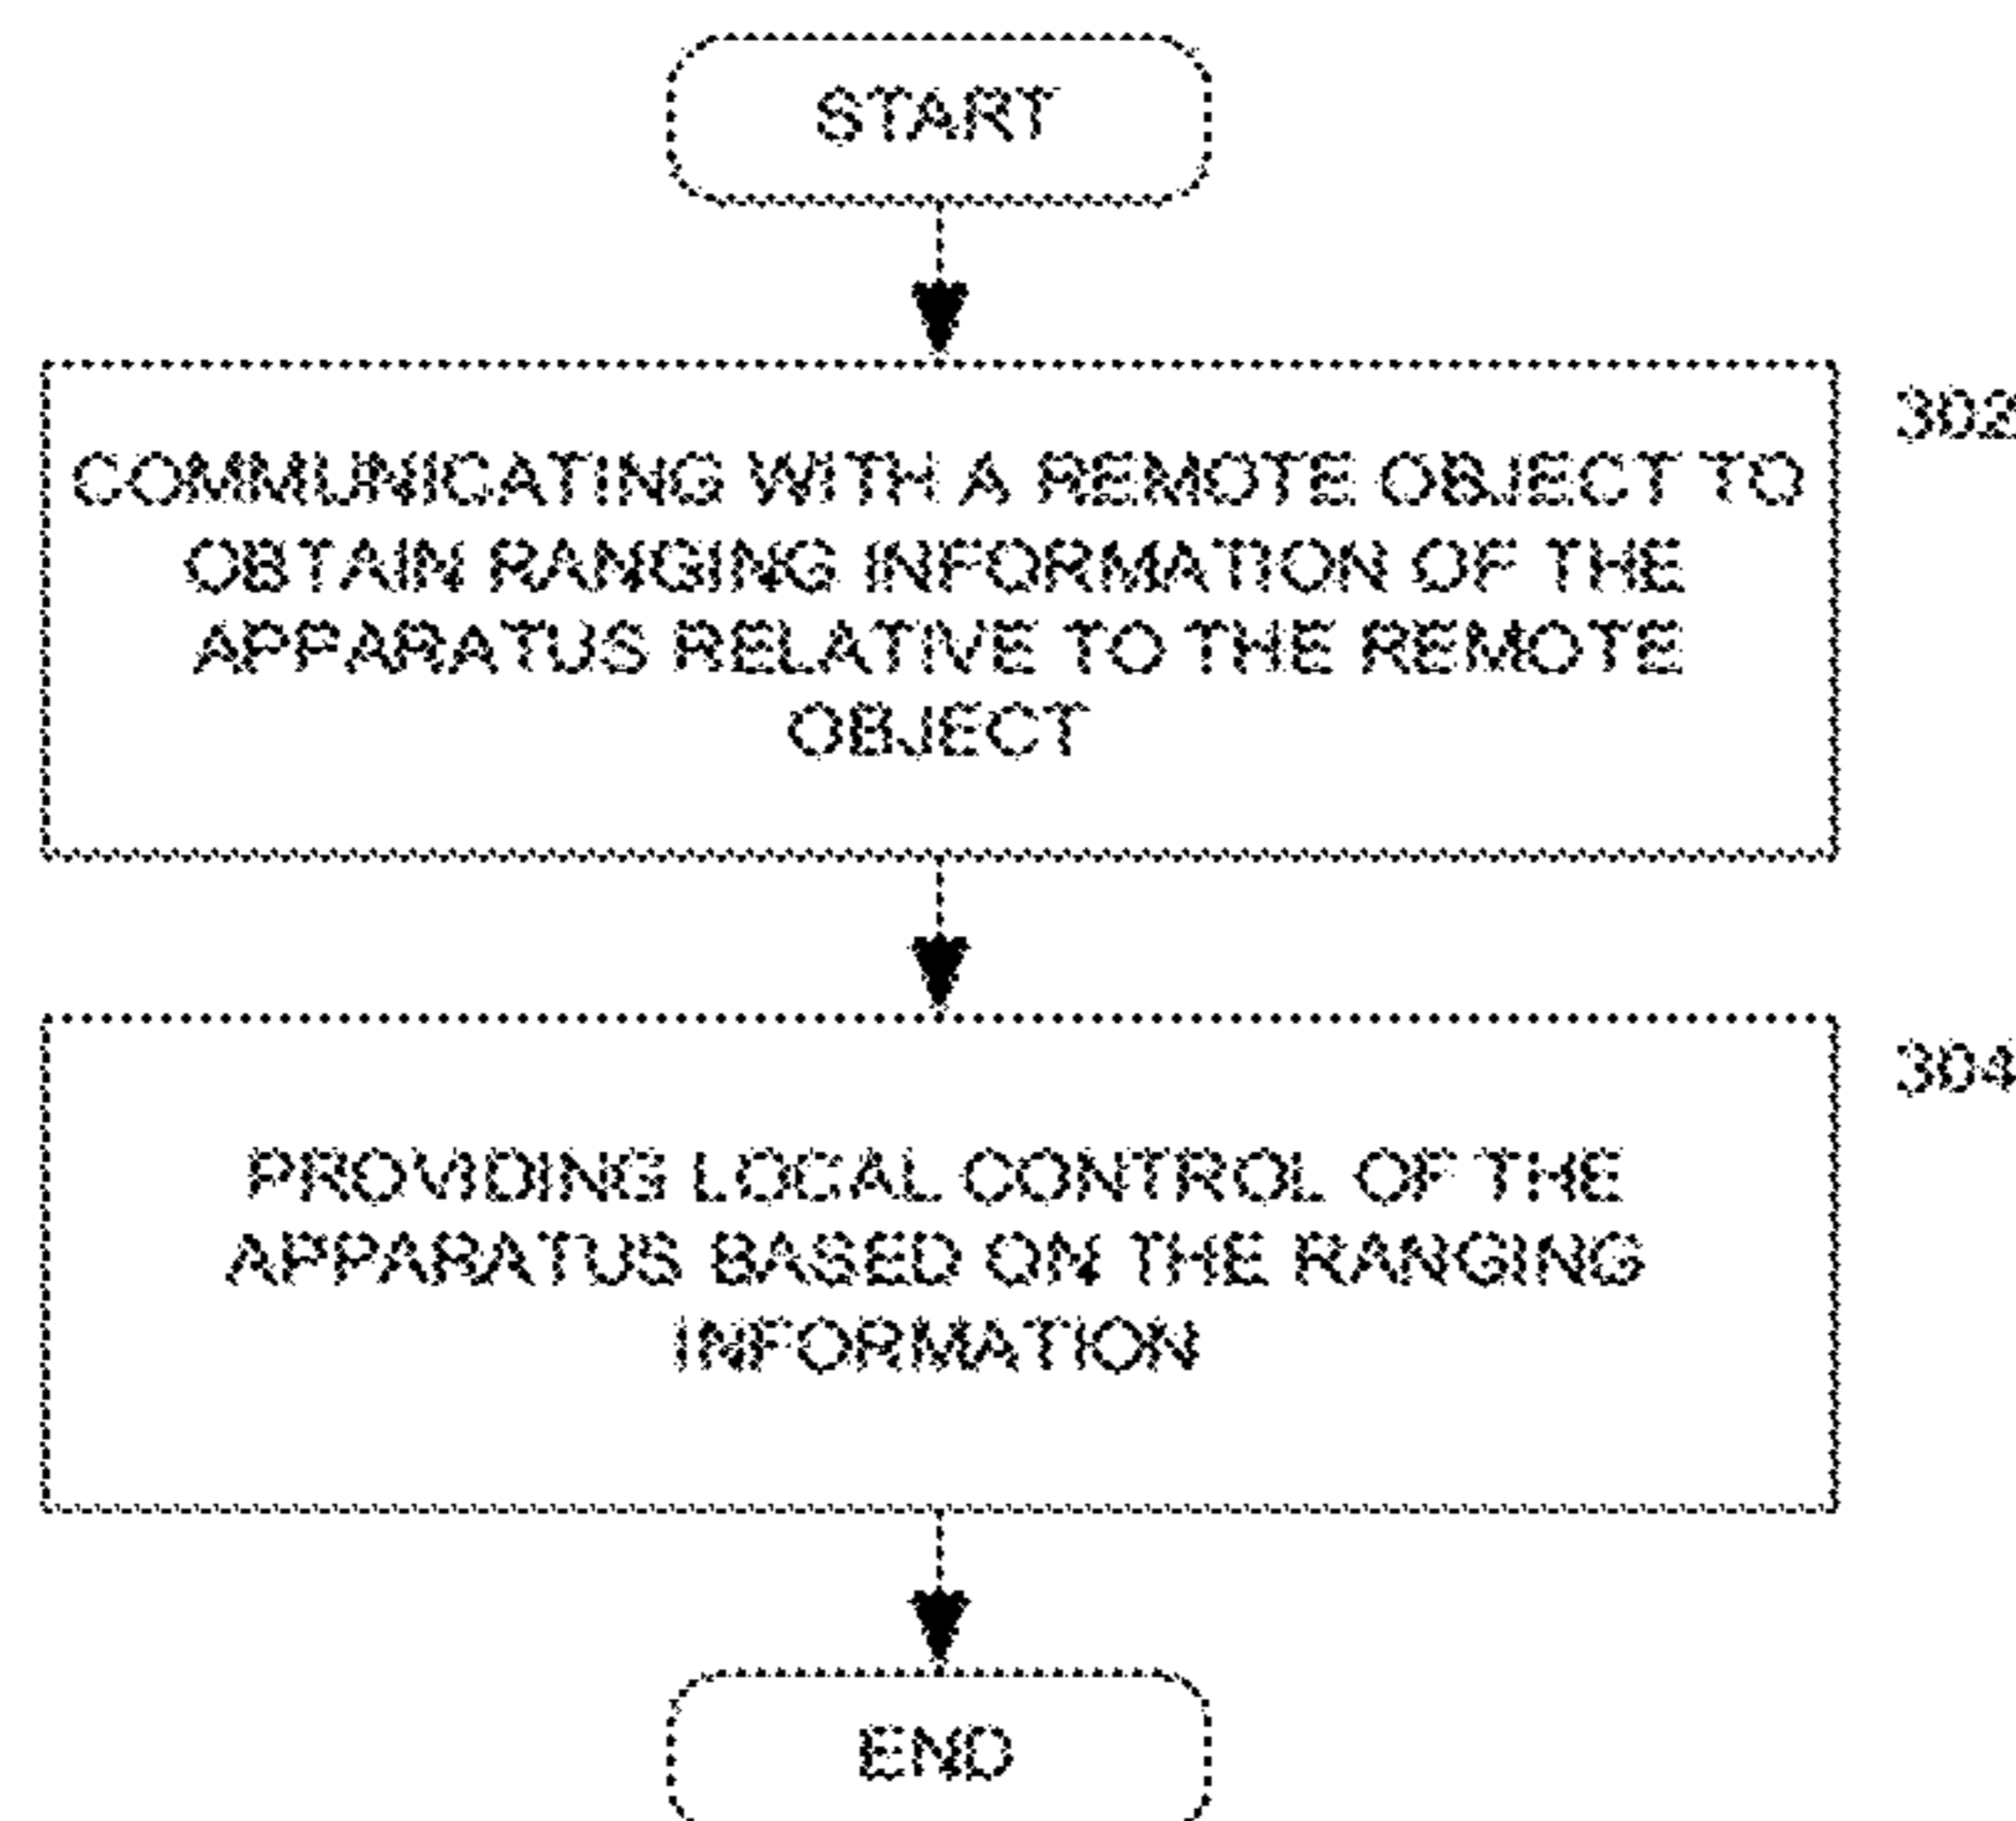 START
302
COMMUNICATING WITH A REMOTE OBJECT TO
OBTAIN RANGING INFORMATION OF THE
APPARATUS RELATIVE TO THE REMOTE
OBJECT
304
PROVIDING LOCAL CONTROL OF THE
APPARATUS BASED ON THE RANGING
INFORMATION
END